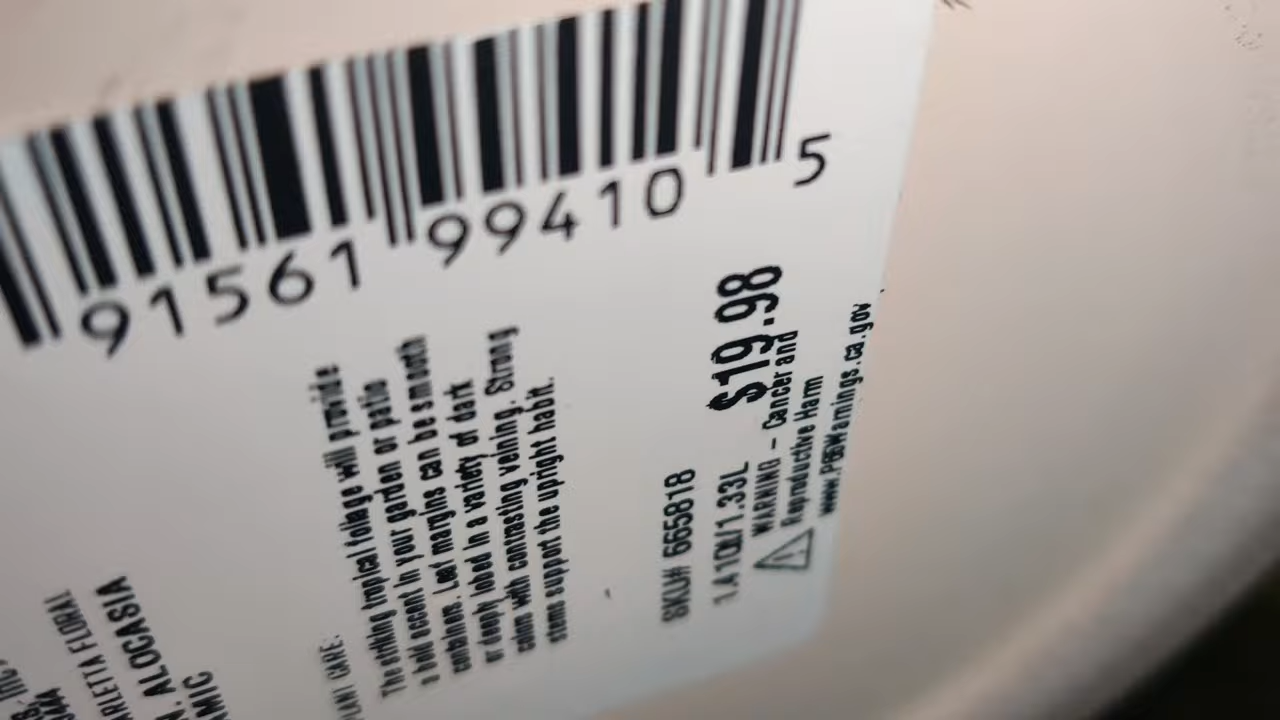 91561 99410 5
ARLETTA FLORAL
N. ALOCASIA
AMIC
PLANT CARE:
The striking tropical foliage will provide
a bold accent in your garden or patio
containers. Leaf margins can be smooth
or deeply lobed in a variety of dark
colors with contrasting veining. Strong
stems support the upright habit.
SKU# 665818
1.41QU/1.33L
$19.98
WARNING - Cancer and
Reproductive Harm
www.P65Warnings.ca.gov